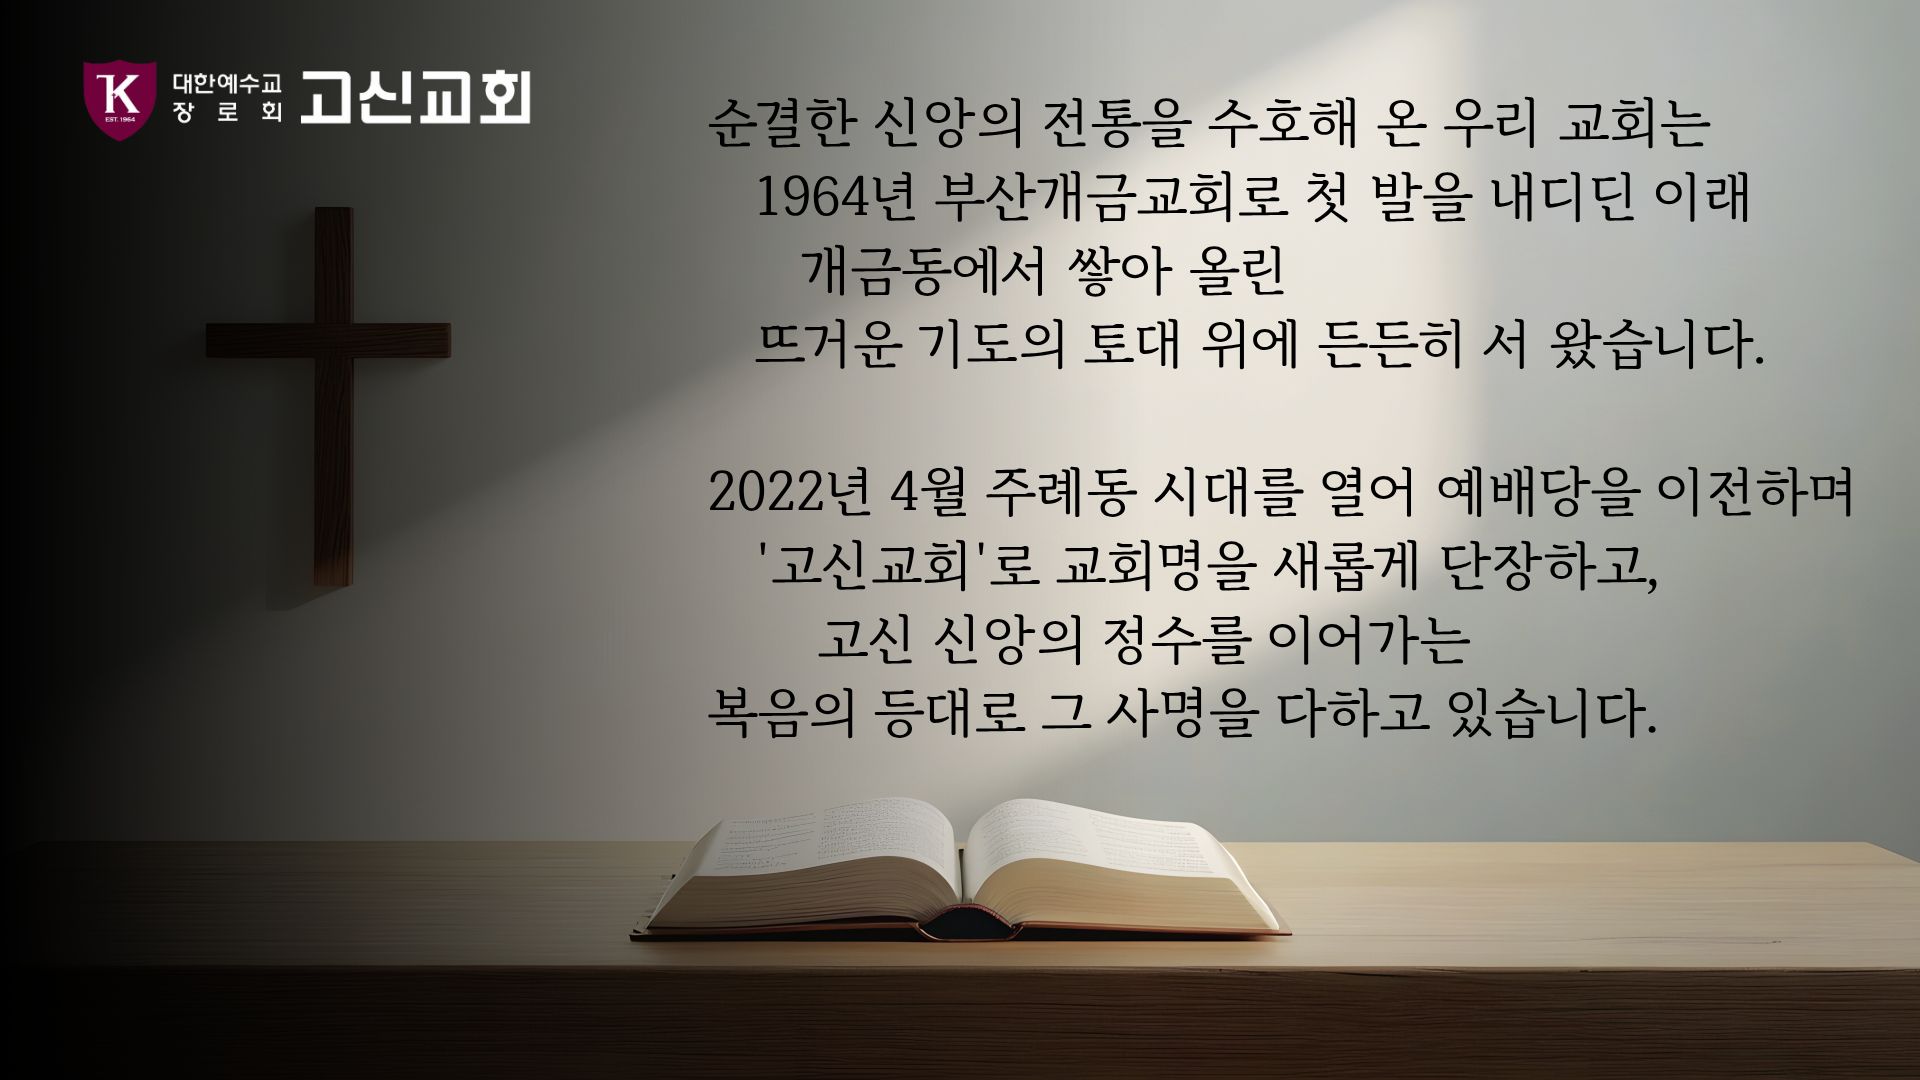 K
EST. 1964
대한예수교
장로회
고신교회
순결한 신앙의 전통을 수호해 온 우리 교회는
1964년 부산개금교회로 첫 발을 내디딘 이래
개금동에서 쌓아 올린
뜨거운 기도의 토대 위에 든든히 서 왔습니다.
2022년 4월 주례동 시대를 열어 예배당을 이전하며
'고신교회'로 교회명을 새롭게 단장하고,
고신 신앙의 정수를 이어가는
복음의 등대로 그 사명을 다하고 있습니다.